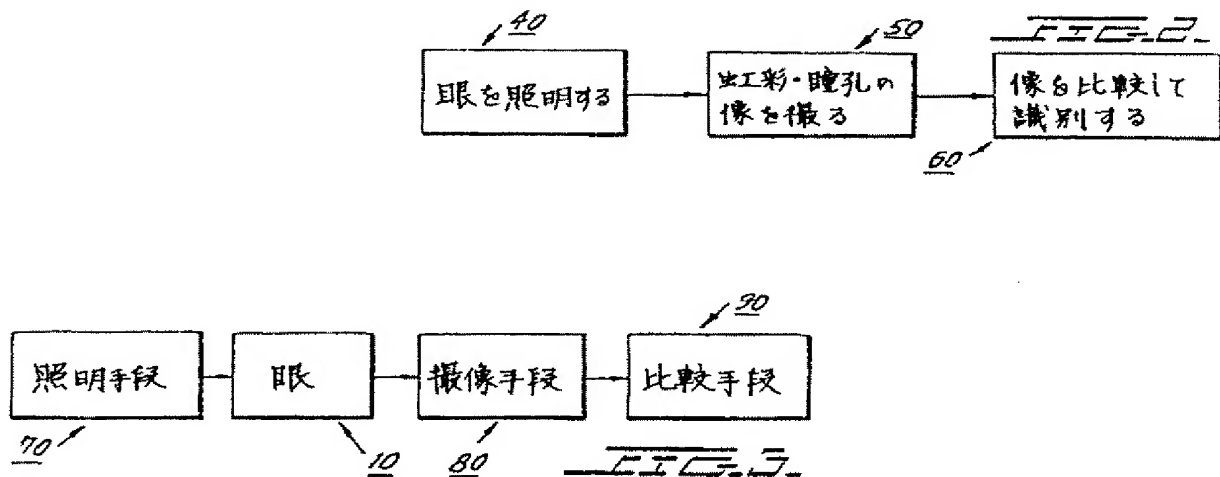 40
50
FIG-2-
眼を照明する
虹彩・瞳孔の
像を撮る
像を比較して
識別する
60
90
照明手段
眼
撮像手段
比較手段
70
10
80
FIG-3-